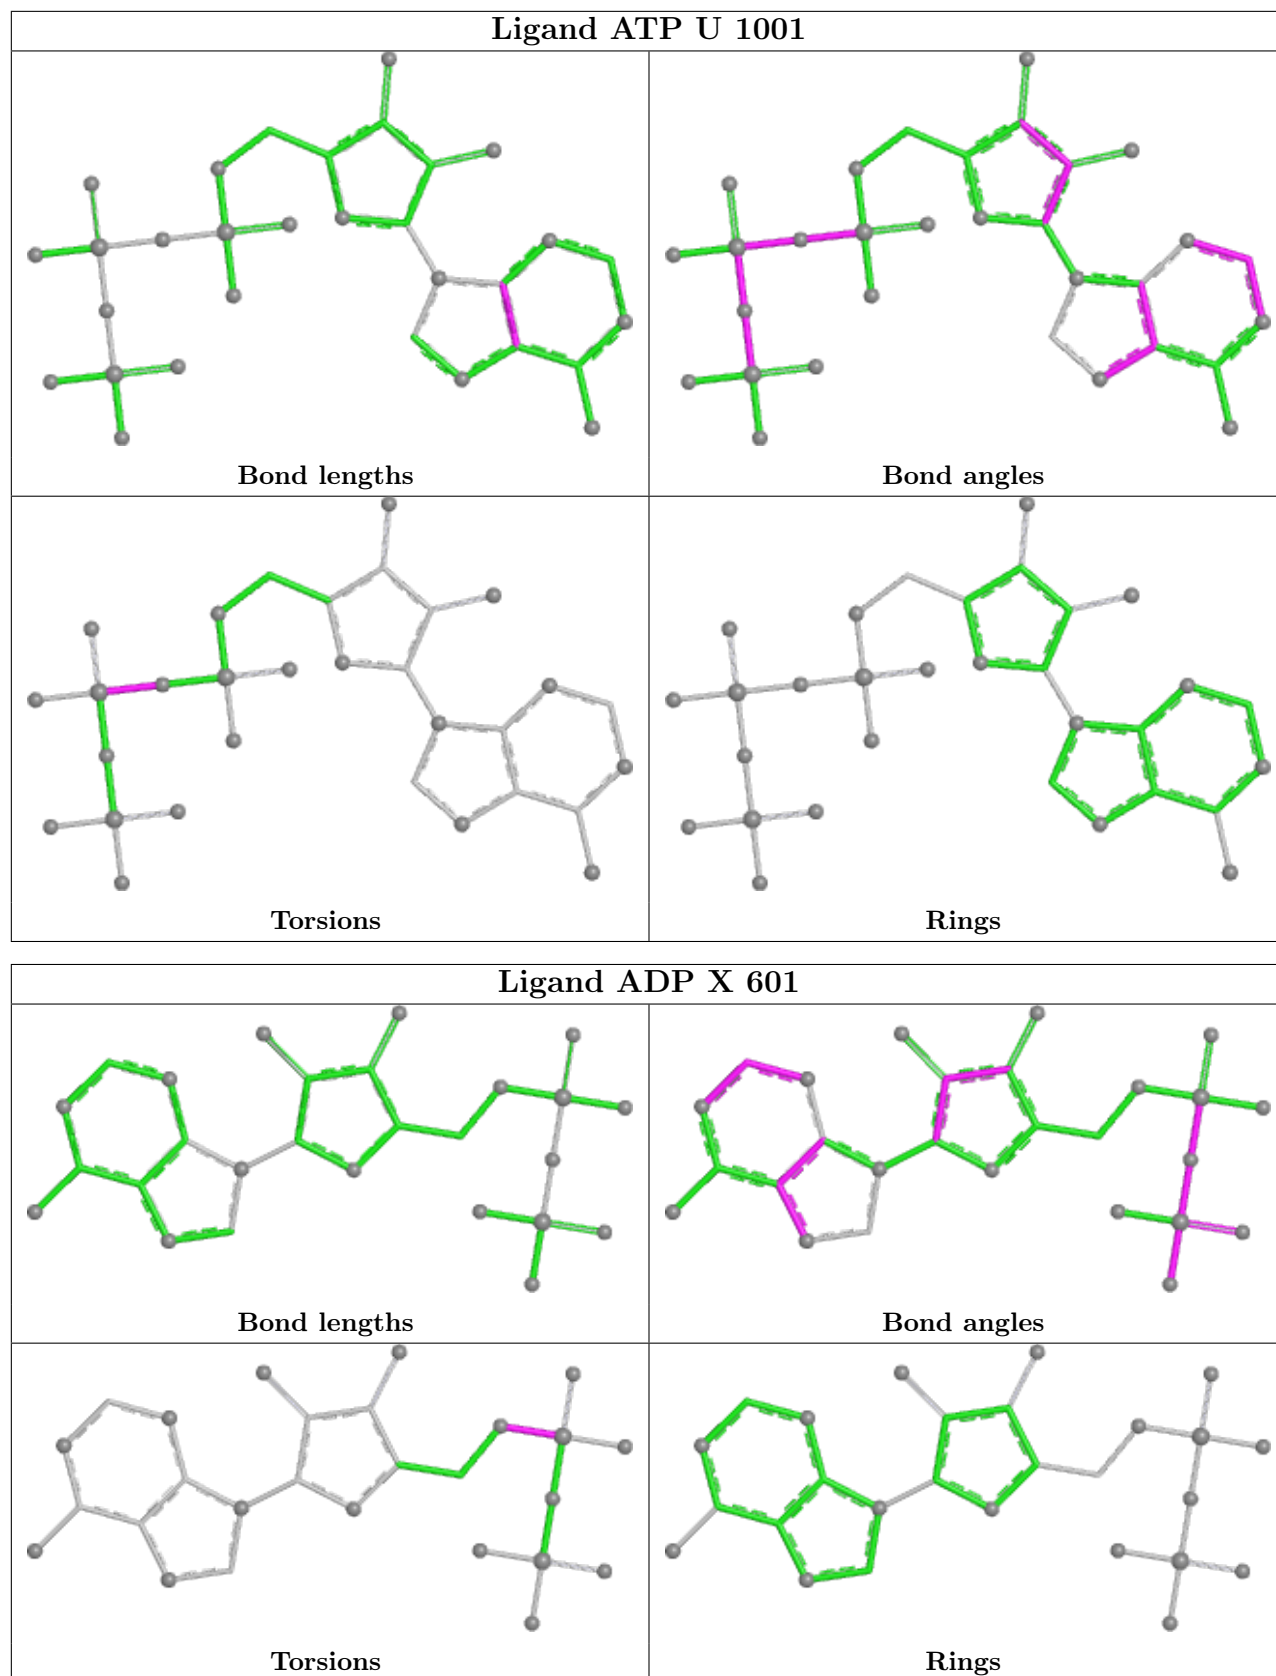 Ligand ATP U 1001
Bond lengths
Bond angles
Torsions
Rings
Ligand ADP X 601
Bond lengths
Bond angles
Torsions
Rings